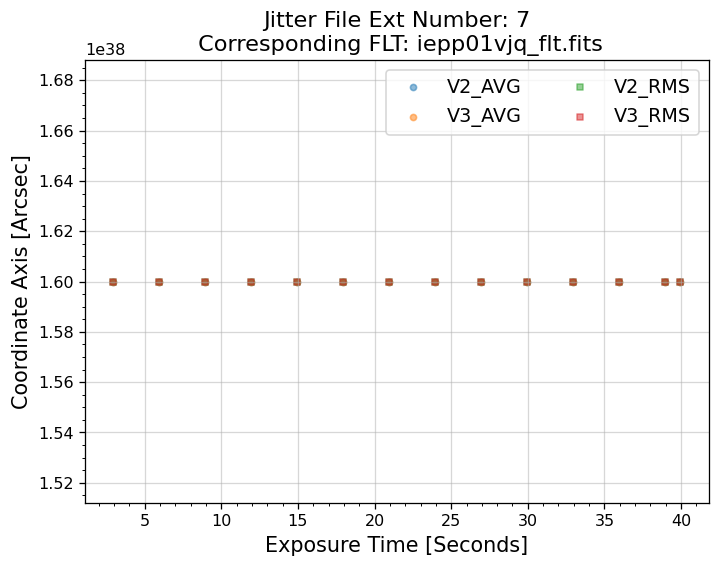 Jitter File Ext Number: 7
Corresponding FLT: iepp01vjq_flt.fits
1e38
V2_AVG
V3_AVG
V2_RMS
V3_RMS
1.68
1.66
1.64
1.62
1.60
1.58
1.56
1.54
1.52
Coordinate Axis [Arcsec]
5 10 15 20 25 30 35 40
Exposure Time [Seconds]